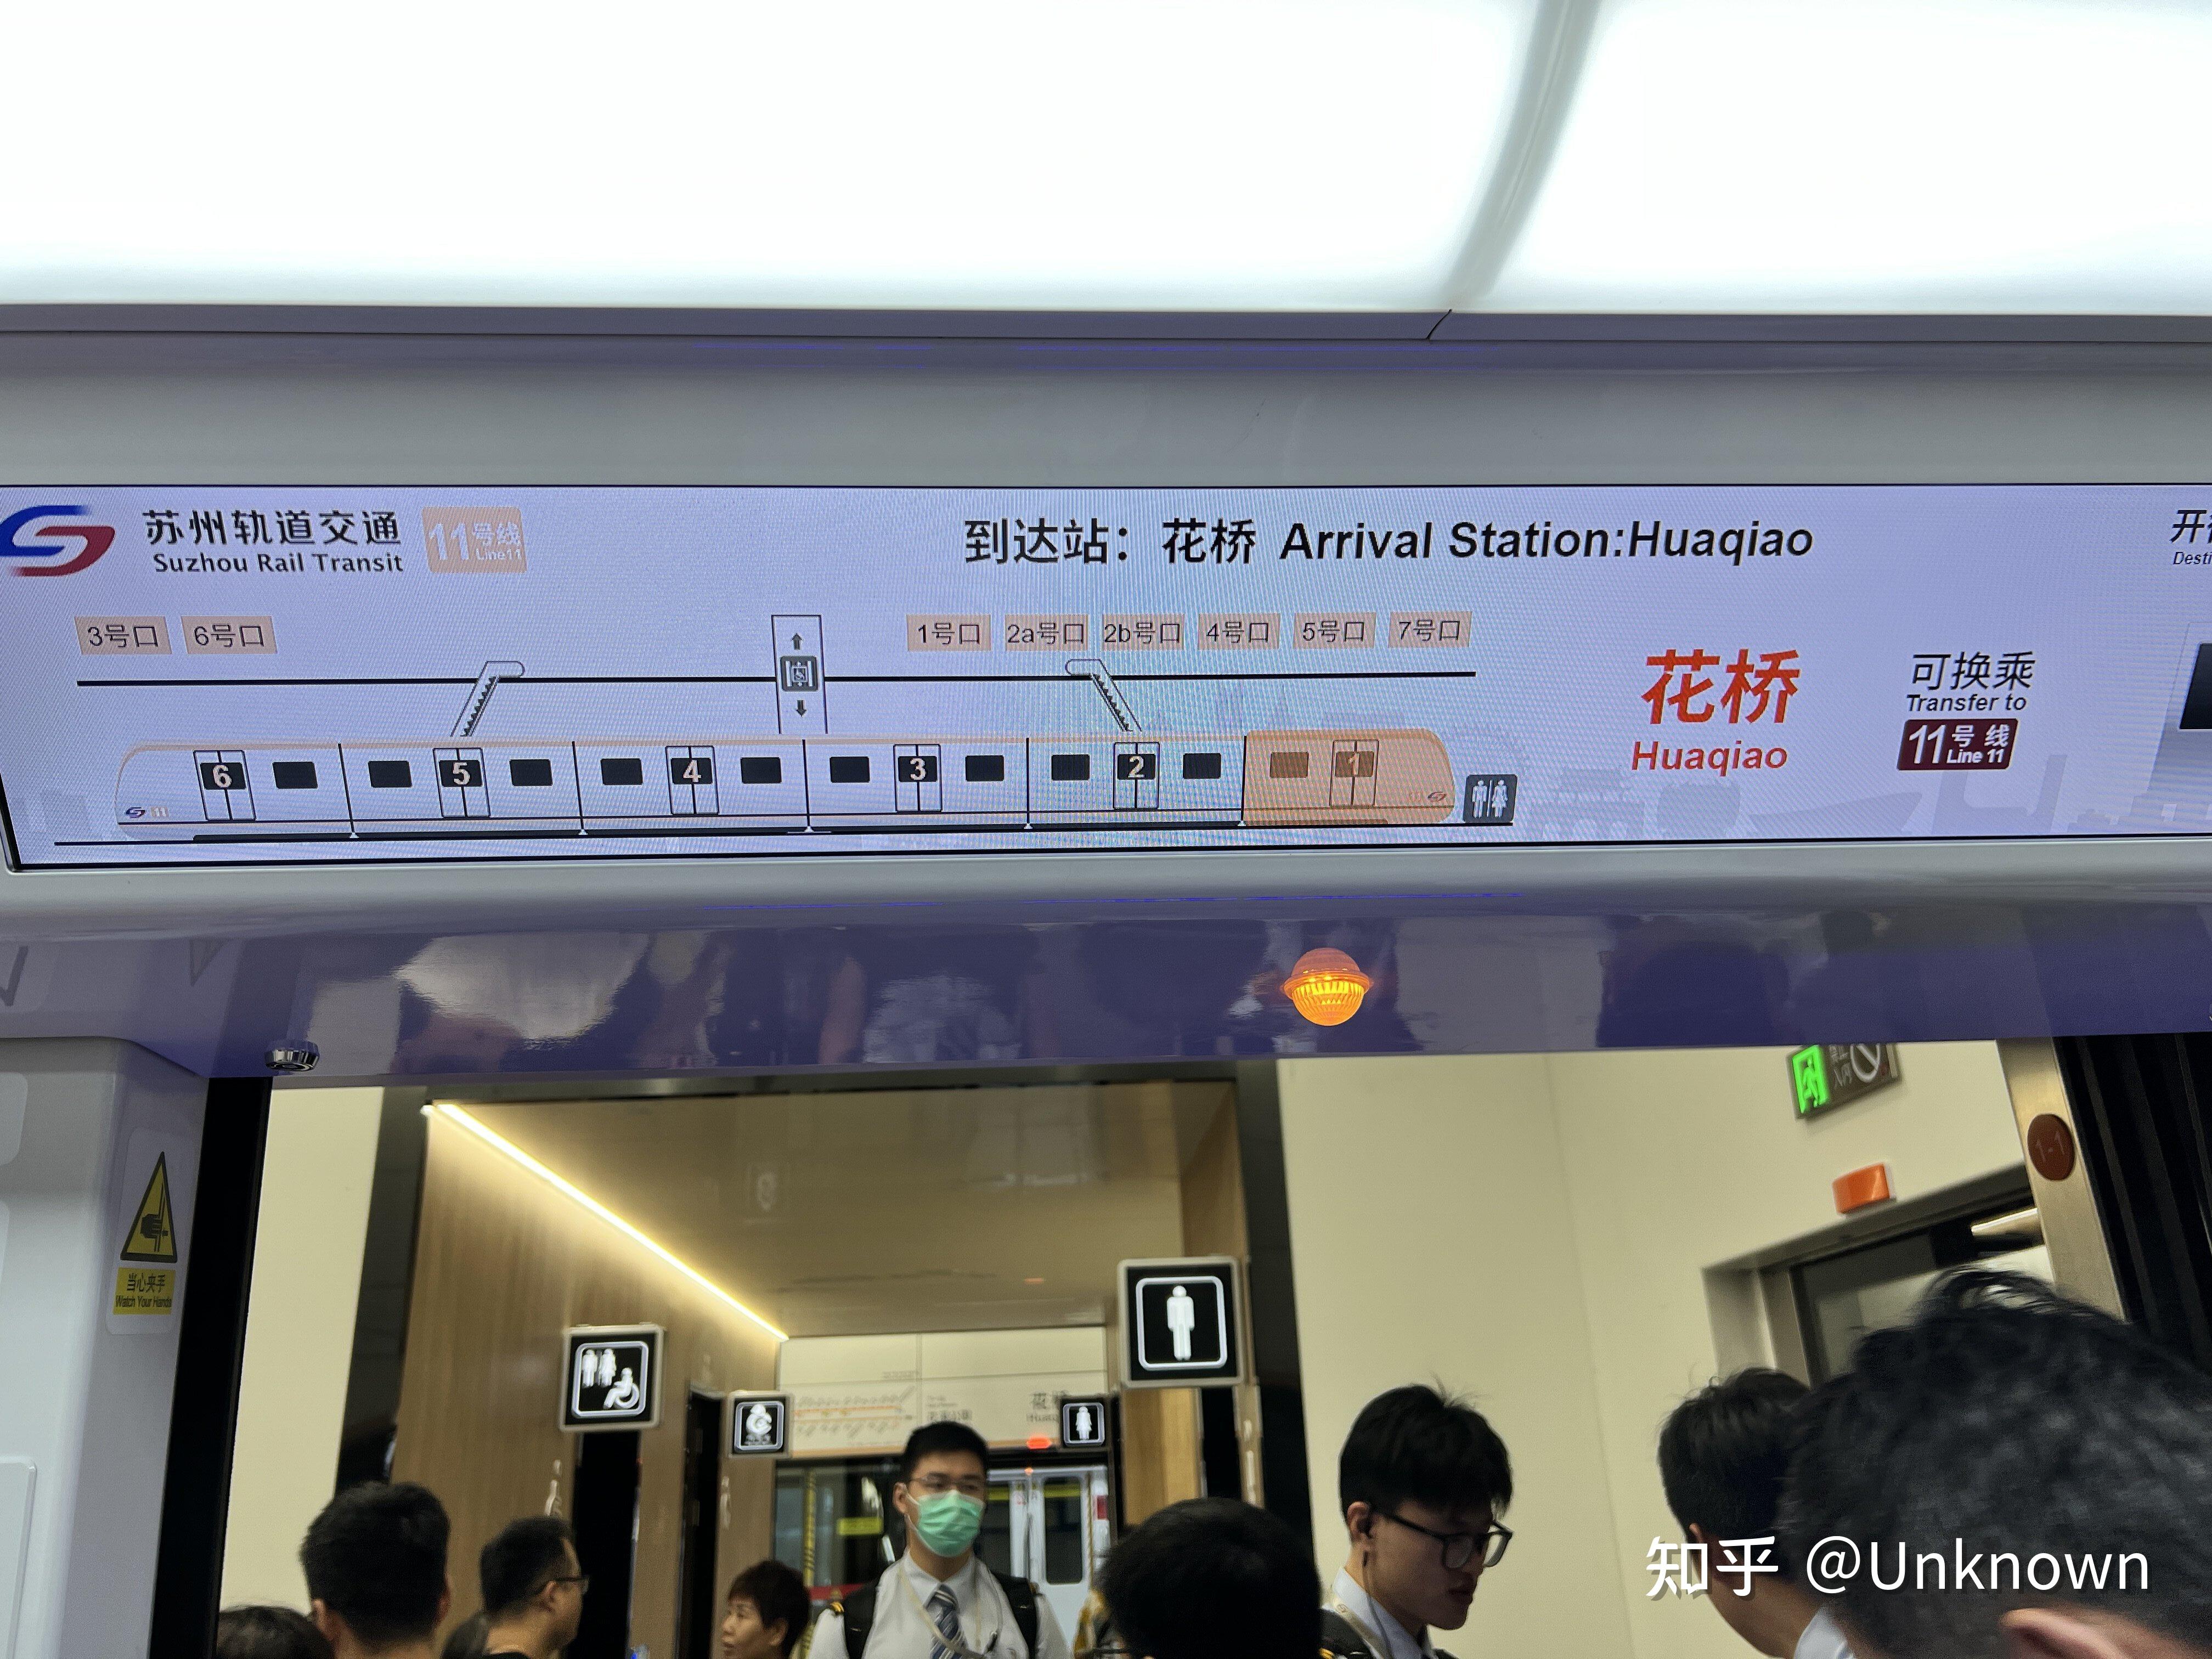 苏州轨道交通
Suzhou Rail Transit
11号线
Line11
到达站：花桥 Arrival Station:Huaqiao
开
Desti
3号口 6号口
1号口 2a号口 2b号口 4号口 5号口 7号口
花桥
Huaqiao
可换乘
Transfer to
11号线
Line 11
6 5 4 3 2 1
1-1
当心夹手
Watch Your Hands
知乎 @Unknown